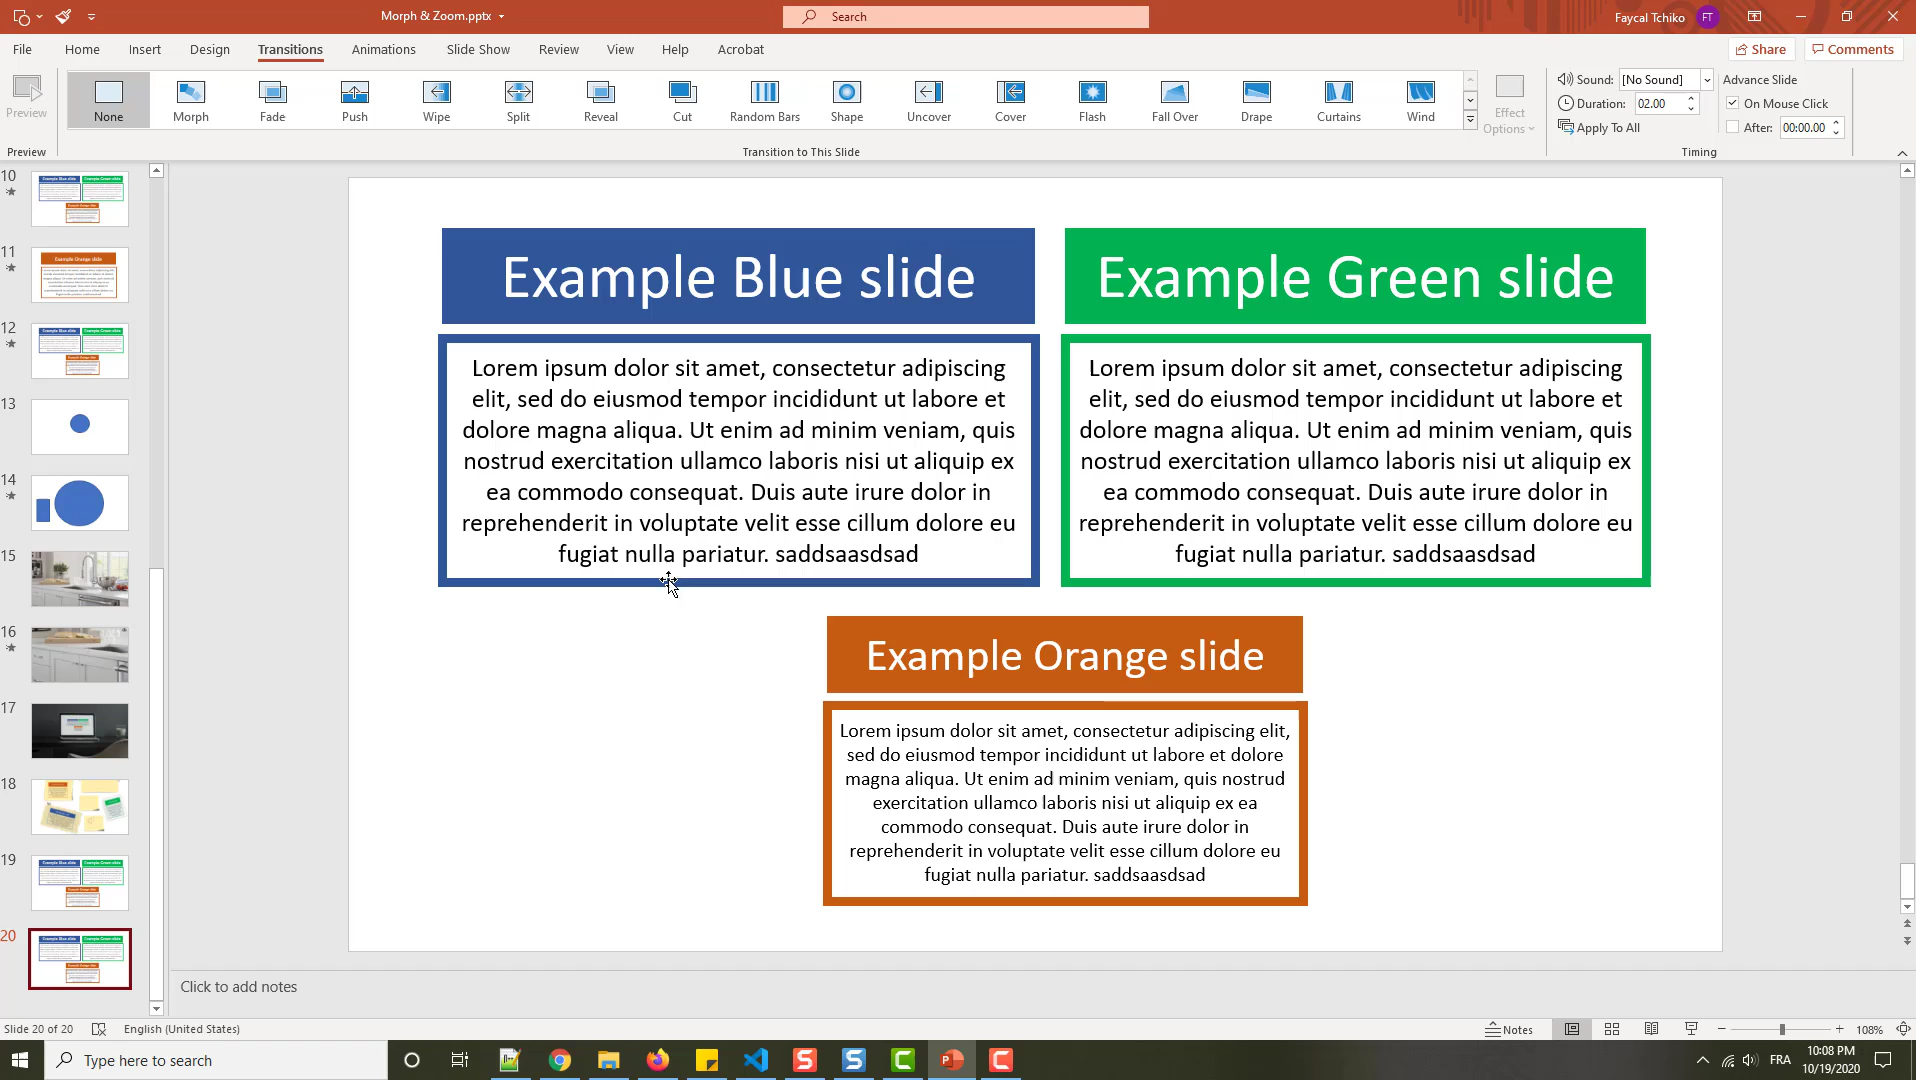 Morph & Zoom.pptx
Search
Faycal Tchiko
FT
File
Home
Insert
Design
Transitions
Animations
Slide Show
Review
View
Help
Acrobat
Share
Comments
Preview
None
Morph
Fade
Push
Wipe
Split
Reveal
Cut
Random Bars
Shape
Uncover
Cover
Flash
Fall Over
Drape
Curtains
Wind
Effect
Options
Sound: [No Sound]
Duration: 02.00
Apply To All
Advance Slide
On Mouse Click
After: 00:00.00
Preview
Transition to This Slide
Timing
10
11
12
13
14
15
16
17
18
19
20
Example Blue slide
Lorem ipsum dolor sit amet, consectetur adipiscing
elit, sed do eiusmod tempor incididunt ut labore et
dolore magna aliqua. Ut enim ad minim veniam, quis
nostrud exercitation ullamco laboris nisi ut aliquip ex
ea commodo consequat. Duis aute irure dolor in
reprehenderit in voluptate velit esse cillum dolore eu
fugiat nulla pariatur. saddsaasdsad
Example Green slide
Lorem ipsum dolor sit amet, consectetur adipiscing
elit, sed do eiusmod tempor incididunt ut labore et
dolore magna aliqua. Ut enim ad minim veniam, quis
nostrud exercitation ullamco laboris nisi ut aliquip ex
ea commodo consequat. Duis aute irure dolor in
reprehenderit in voluptate velit esse cillum dolore eu
fugiat nulla pariatur. saddsaasdsad
Example Orange slide
Lorem ipsum dolor sit amet, consectetur adipiscing elit,
sed do eiusmod tempor incididunt ut labore et dolore
magna aliqua. Ut enim ad minim veniam, quis nostrud
exercitation ullamco laboris nisi ut aliquip ex ea
commodo consequat. Duis aute irure dolor in
reprehenderit in voluptate velit esse cillum dolore eu
fugiat nulla pariatur. saddsaasdsad
Click to add notes
Slide 20 of 20
English (United States)
Notes
108%
Type here to search
FRA
10:08 PM
10/19/2020